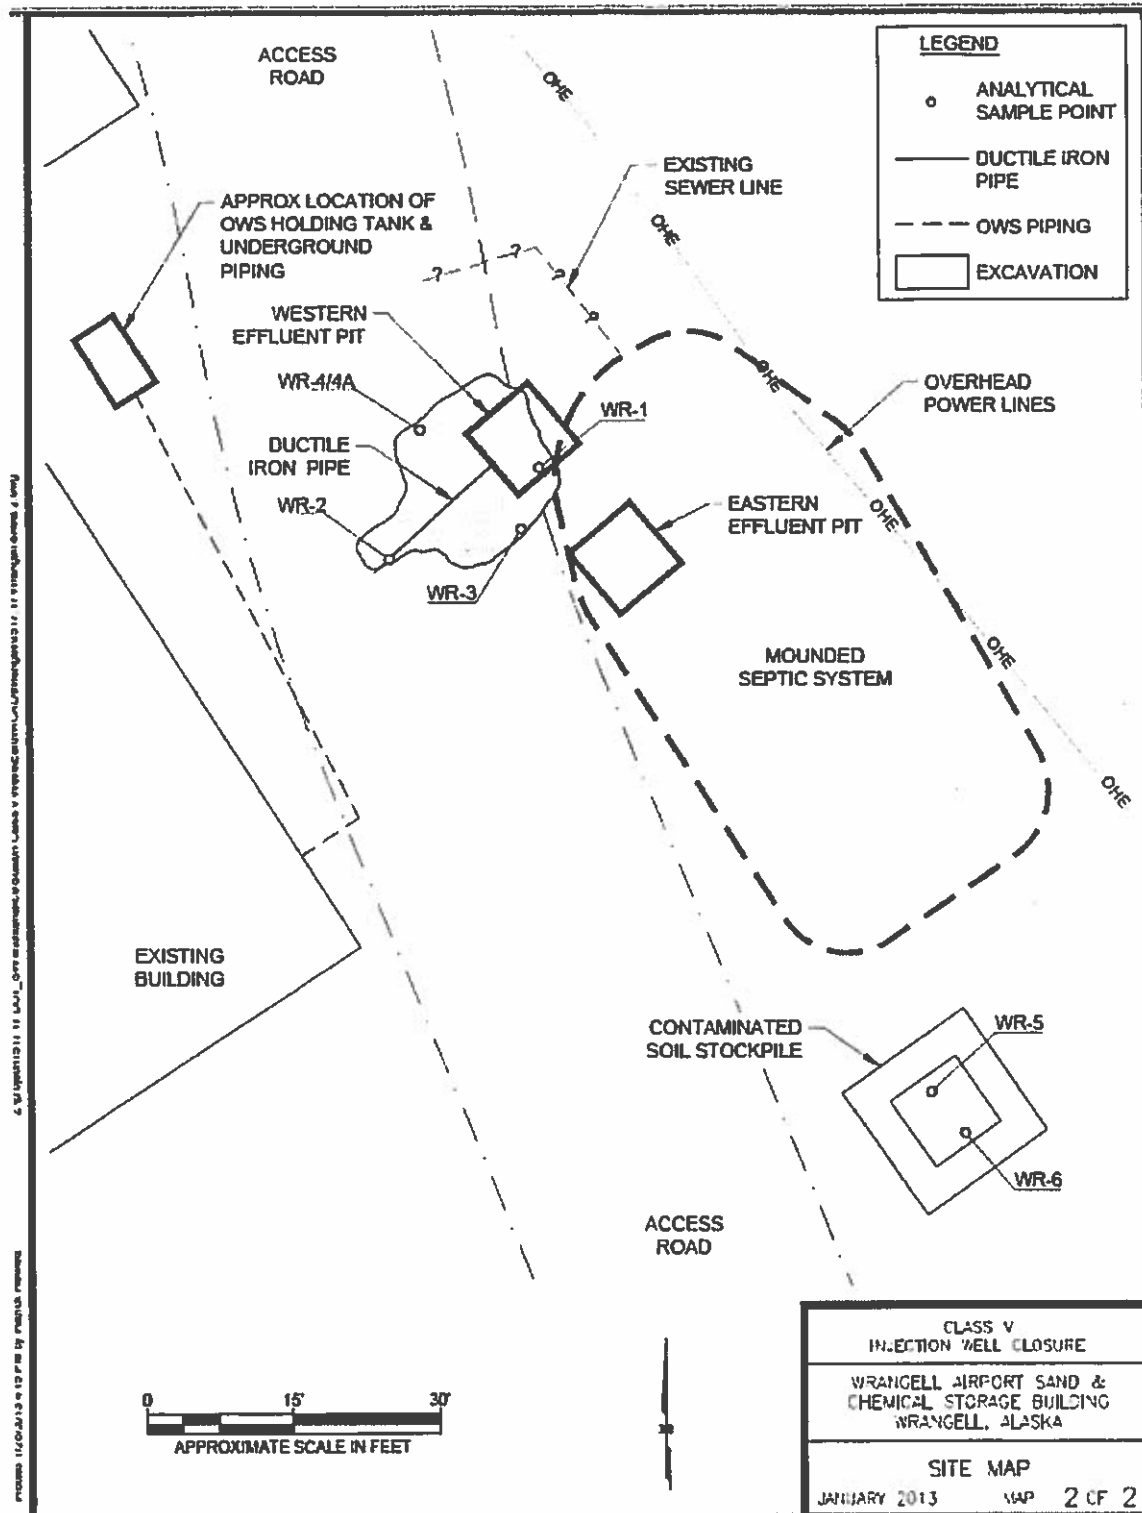 ACCESS
ROAD
OHE
LEGEND
ANALYTICAL
SAMPLE POINT
DUCTILE IRON
PIPE
OWS PIPING
EXCAVATION
EXISTING
SEWER LINE
APPROX LOCATION OF
OWS HOLDING TANK &
UNDERGROUND
PIPING
OHE
?
?
?
WESTERN
EFFLUENT PIT
OHE
OVERHEAD
POWER LINES
WR-4/4A
WR-1
DUCTILE
IRON PIPE
WR-2
OHE
EASTERN
EFFLUENT PIT
WR-3
OHE
MOUNDED
SEPTIC SYSTEM
OHE
EXISTING
BUILDING
CONTAMINATED
SOIL STOCKPILE
WR-5
WR-6
ACCESS
ROAD
0 15' 30'
APPROXIMATE SCALE IN FEET
CLASS V
INJECTION WELL CLOSURE
WRANGELL AIRPORT SAND &
CHEMICAL STORAGE BUILDING
WRANGELL, ALASKA
SITE MAP
JANUARY 2013 MAP 2 OF 2